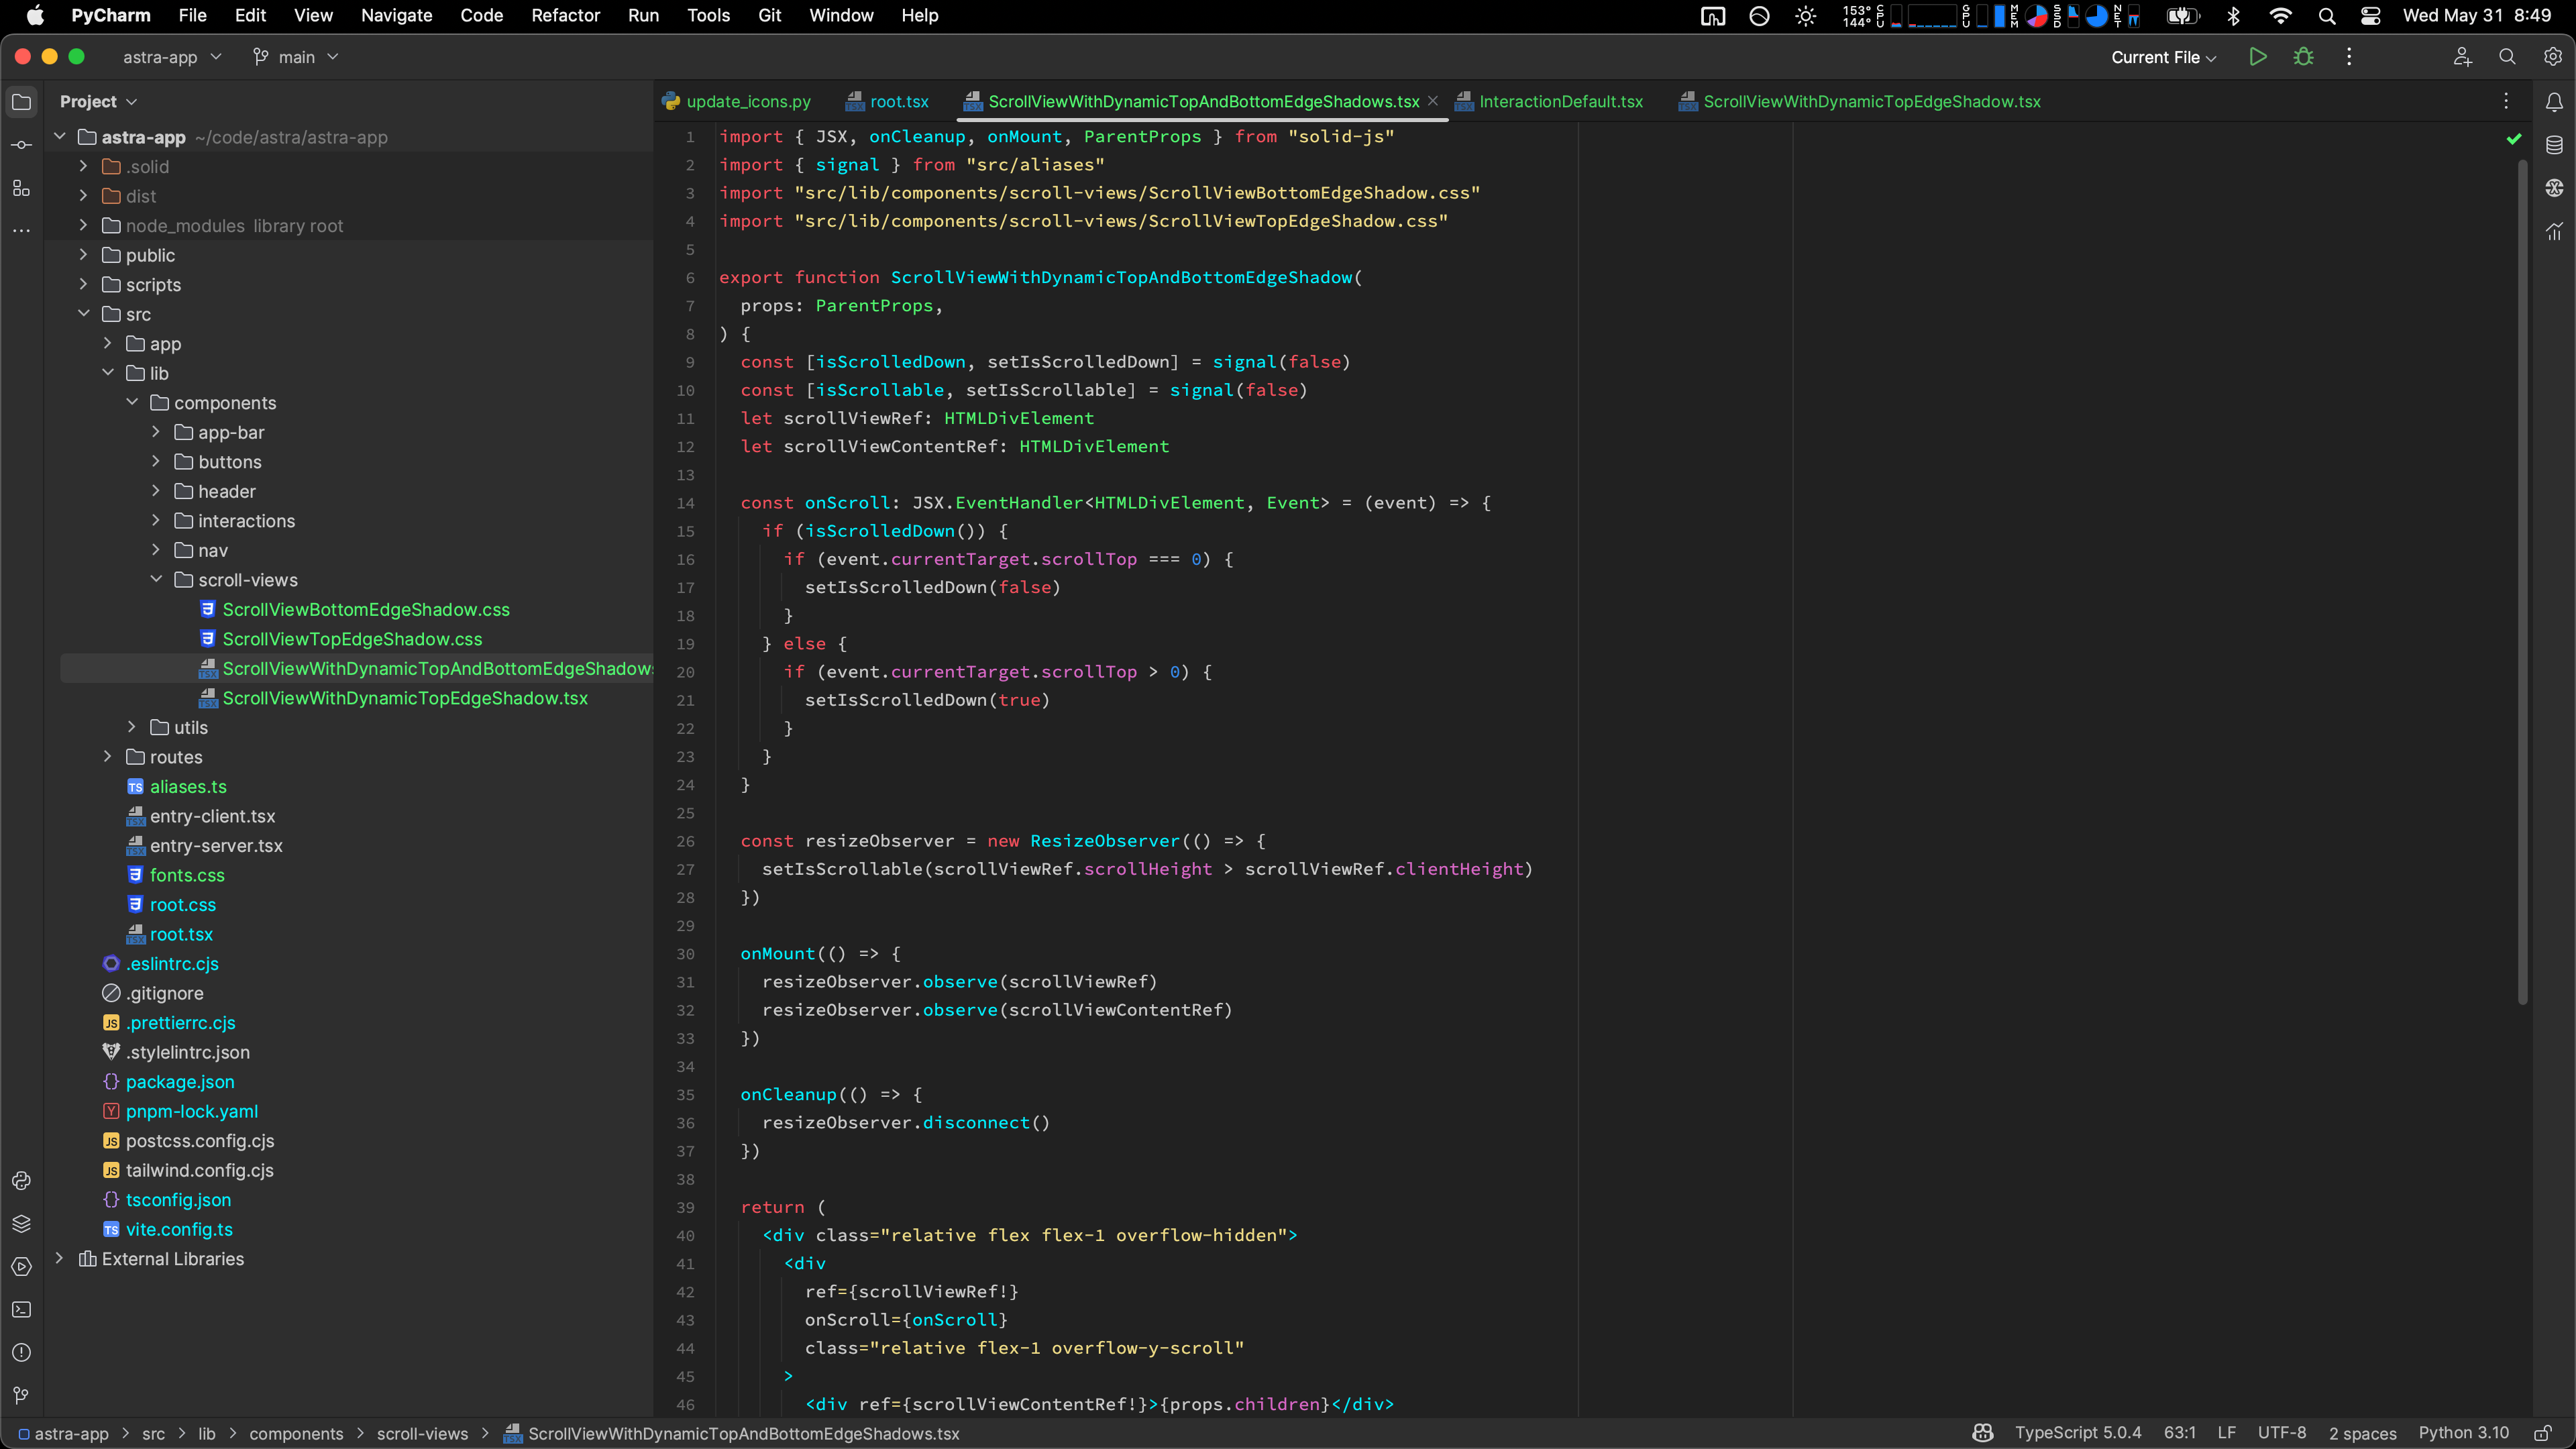 PyCharm File Edit View Navigate Code Refactor Run Tools Git Window Help 153° 144° CPU GPU MEM SSD NET Wed May 31 8:49
astra-app main Current File
Project
update_icons.py root.tsx ScrollViewWithDynamicTopAndBottomEdgeShadows.tsx InteractionDefault.tsx ScrollViewWithDynamicTopEdgeShadow.tsx
astra-app ~/code/astra/astra-app
.solid
dist
node_modules library root
public
scripts
src
app
lib
components
app-bar
buttons
header
interactions
nav
scroll-views
ScrollViewBottomEdgeShadow.css
ScrollViewTopEdgeShadow.css
ScrollViewWithDynamicTopAndBottomEdgeShadows
ScrollViewWithDynamicTopEdgeShadow.tsx
utils
routes
aliases.ts
entry-client.tsx
entry-server.tsx
fonts.css
root.css
root.tsx
.eslintrc.cjs
.gitignore
.prettierrc.cjs
.stylelintrc.json
package.json
pnpm-lock.yaml
postcss.config.cjs
tailwind.config.cjs
tsconfig.json
vite.config.ts
External Libraries
1 import { JSX, onCleanup, onMount, ParentProps } from "solid-js"
2 import { signal } from "src/aliases"
3 import "src/lib/components/scroll-views/ScrollViewBottomEdgeShadow.css"
4 import "src/lib/components/scroll-views/ScrollViewTopEdgeShadow.css"
5
6 export function ScrollViewWithDynamicTopAndBottomEdgeShadow(
7 props: ParentProps,
8 ) {
9 const [isScrolledDown, setIsScrolledDown] = signal(false)
10 const [isScrollable, setIsScrollable] = signal(false)
11 let scrollViewRef: HTMLDivElement
12 let scrollViewContentRef: HTMLDivElement
13
14 const onScroll: JSX.EventHandler<HTMLDivElement, Event> = (event) => {
15 if (isScrolledDown()) {
16 if (event.currentTarget.scrollTop === 0) {
17 setIsScrolledDown(false)
18 }
19 } else {
20 if (event.currentTarget.scrollTop > 0) {
21 setIsScrolledDown(true)
22 }
23 }
24 }
25
26 const resizeObserver = new ResizeObserver(() => {
27 setIsScrollable(scrollViewRef.scrollHeight > scrollViewRef.clientHeight)
28 })
29
30 onMount(() => {
31 resizeObserver.observe(scrollViewRef)
32 resizeObserver.observe(scrollViewContentRef)
33 })
34
35 onCleanup(() => {
36 resizeObserver.disconnect()
37 })
38
39 return (
40 <div class="relative flex flex-1 overflow-hidden">
41 <div
42 ref={scrollViewRef!}
43 onScroll={onScroll}
44 class="relative flex-1 overflow-y-scroll"
45 >
46 <div ref={scrollViewContentRef!}>{props.children}</div>
astra-app > src > lib > components > scroll-views > ScrollViewWithDynamicTopAndBottomEdgeShadows.tsx TypeScript 5.0.4 63:1 LF UTF-8 2 spaces Python 3.10